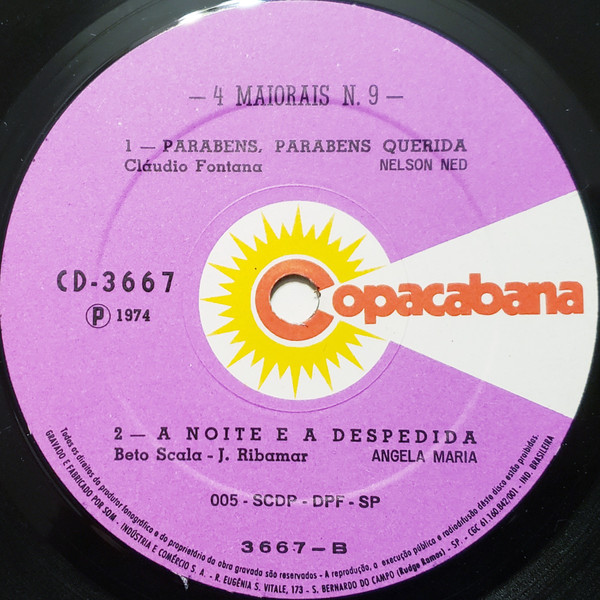 — 4 MAIORAIS N. 9 —
1 — PARABENS, PARABENS QUERIDA
Cláudio Fontana NELSON NED
CD-3667
Ⓟ 1974
Copacabana
2 — A NOITE E A DESPEDIDA
Beto Scala - J. Ribamar ANGELA MARIA
005 - SCDP - DPF - SP
3667-B
Todos os direitos do produtor fonográfico e do proprietário da obra gravada são reservados - A reprodução, a execução pública e radiodifusão dêste disco estão proibidas.
GRAVADO E FABRICADO POR SOM - INDÚSTRIA E COMÉRCIO S. A. - R. EUGÊNIA S. VITALE, 173 - S. BERNARDO DO CAMPO (Rudge Ramos) - SP. - CGC 61.160.842/001 - IND. BRASILEIRA